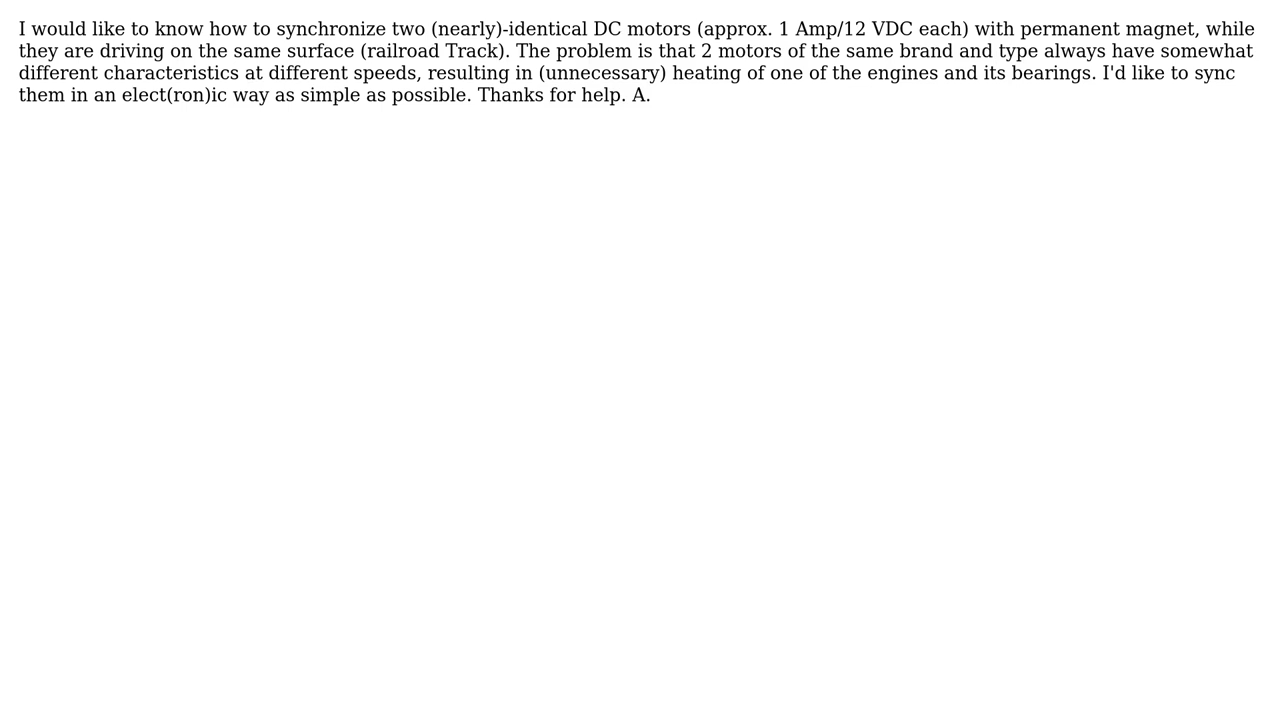 I would like to know how to synchronize two (nearly)-identical DC motors (approx. 1 Amp/12 VDC each) with permanent magnet, while
they are driving on the same surface (railroad Track). The problem is that 2 motors of the same brand and type always have somewhat
different characteristics at different speeds, resulting in (unnecessary) heating of one of the engines and its bearings. I'd like to sync
them in an elect(ron)ic way as simple as possible. Thanks for help. A.